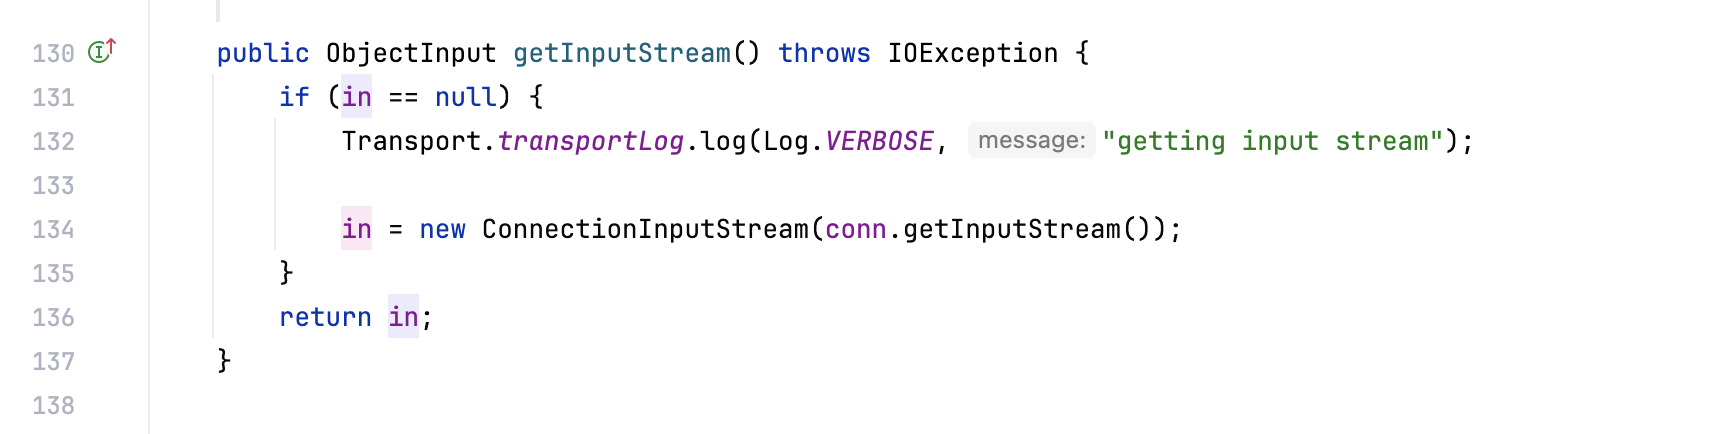 130 public ObjectInput getInputStream() throws IOException {
131 if (in == null) {
132 Transport.transportLog.log(Log.VERBOSE, message: "getting input stream");
133
134 in = new ConnectionInputStream(conn.getInputStream());
135 }
136 return in;
137 }
138